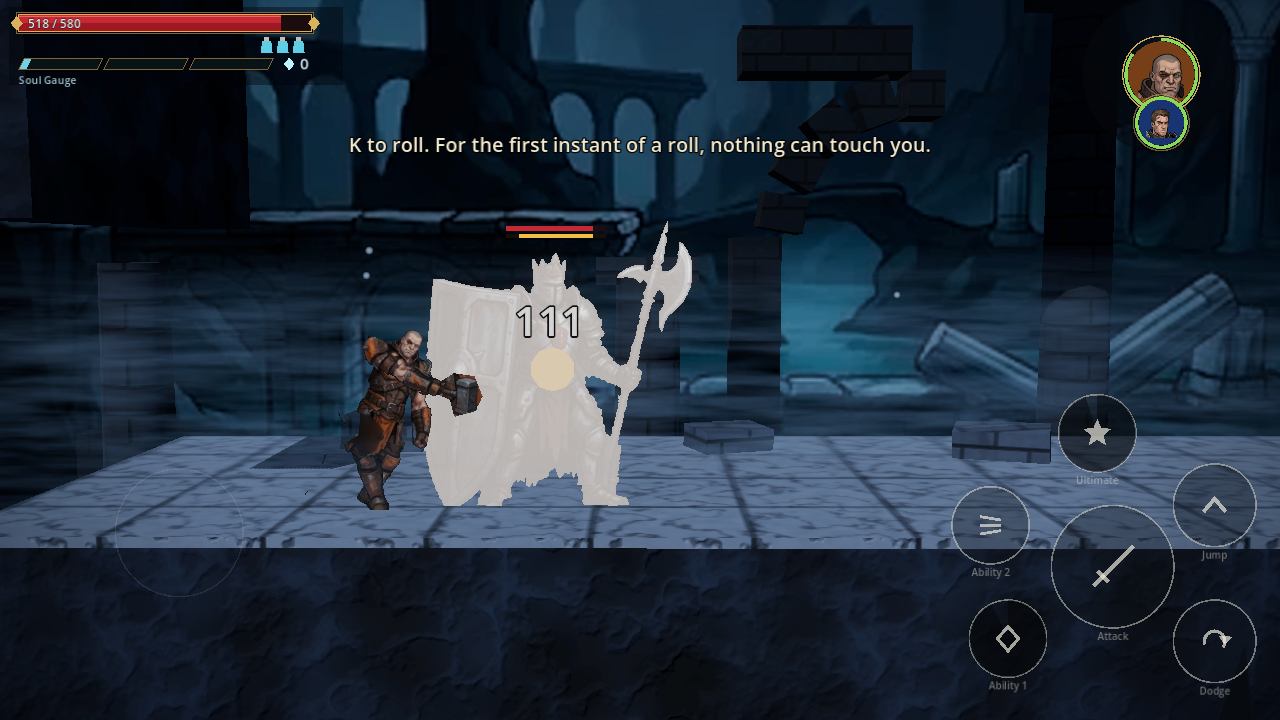 518 / 580
0
Soul Gauge
K to roll. For the first instant of a roll, nothing can touch you.
111
Ultimate
Jump
Ability 2
Attack
Ability 1
Dodge